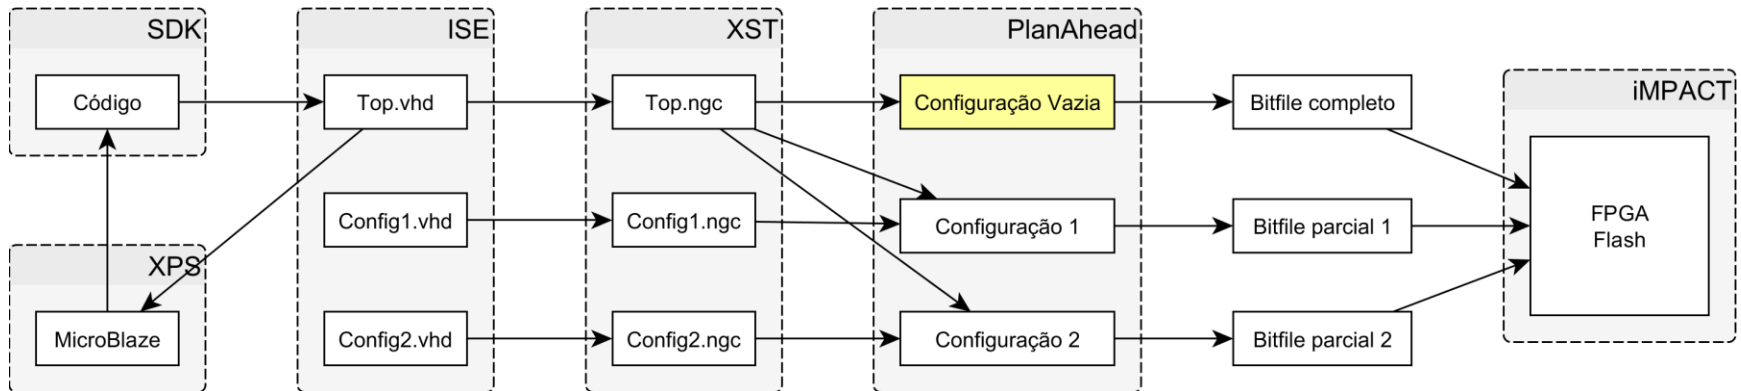 SDK
ISE
XST
PlanAhead
iMPACT
Código
Top.vhd
Top.ngc
Configuração Vazia
Bitfile completo
Config1.vhd
Config1.ngc
Configuração 1
Bitfile parcial 1
FPGA
Flash
XPS
MicroBlaze
Config2.vhd
Config2.ngc
Configuração 2
Bitfile parcial 2